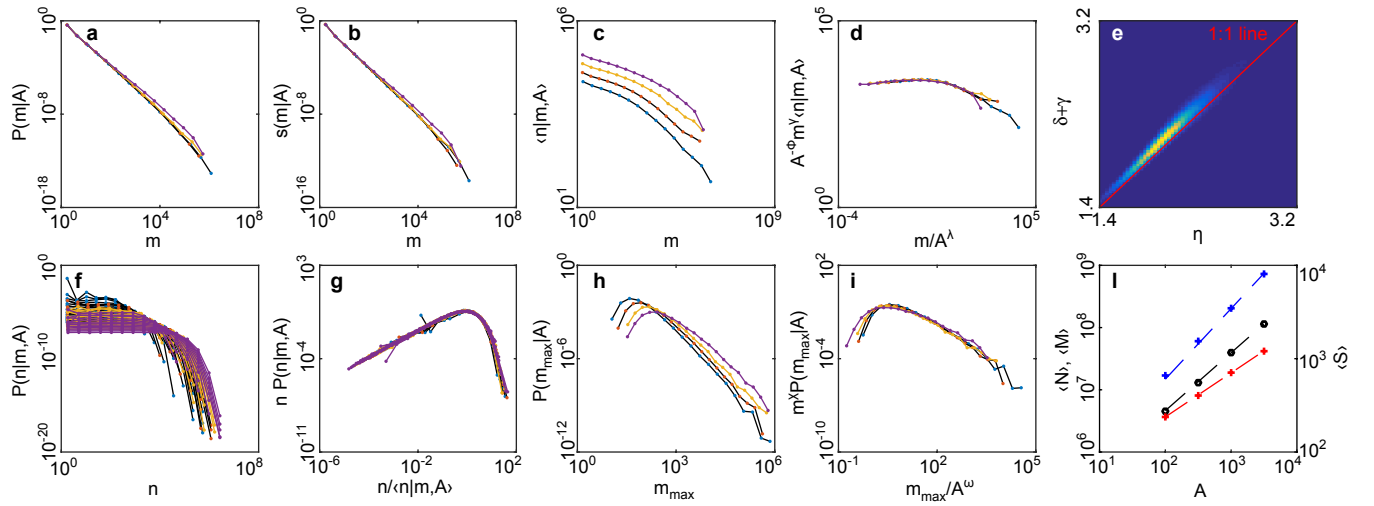 a
P(m|A)
10^0
10^-8
10^-18
10^0
10^4
10^8
m
b
s(m|A)
10^0
10^-8
10^-16
10^0
10^4
10^8
m
c
⟨n|m,A⟩
10^6
10^1
10^0
10^9
m
d
A^-Φ m^γ⟨n|m,A⟩
10^5
10^0
10^-4
10^5
m/A^λ
e
1:1 line
δ+γ
3.2
1.4
1.4
3.2
η
f
P(n|m,A)
10^0
10^-10
10^-20
10^0
10^8
n
g
n P(n|m,A)
10^3
10^-4
10^-11
10^-6
10^-2
10^2
n/⟨n|m,A⟩
h
P(m_max|A)
10^0
10^-6
10^-12
10^0
10^3
10^6
m_max
i
m^χP(m_max|A)
10^2
10^-4
10^-10
10^-1
10^2
10^5
m_max/A^ω
l
⟨N⟩, ⟨M⟩
10^9
10^8
10^7
10^6
10^1
10^2
10^3
10^4
A
10^4
10^3
10^2
⟨S⟩